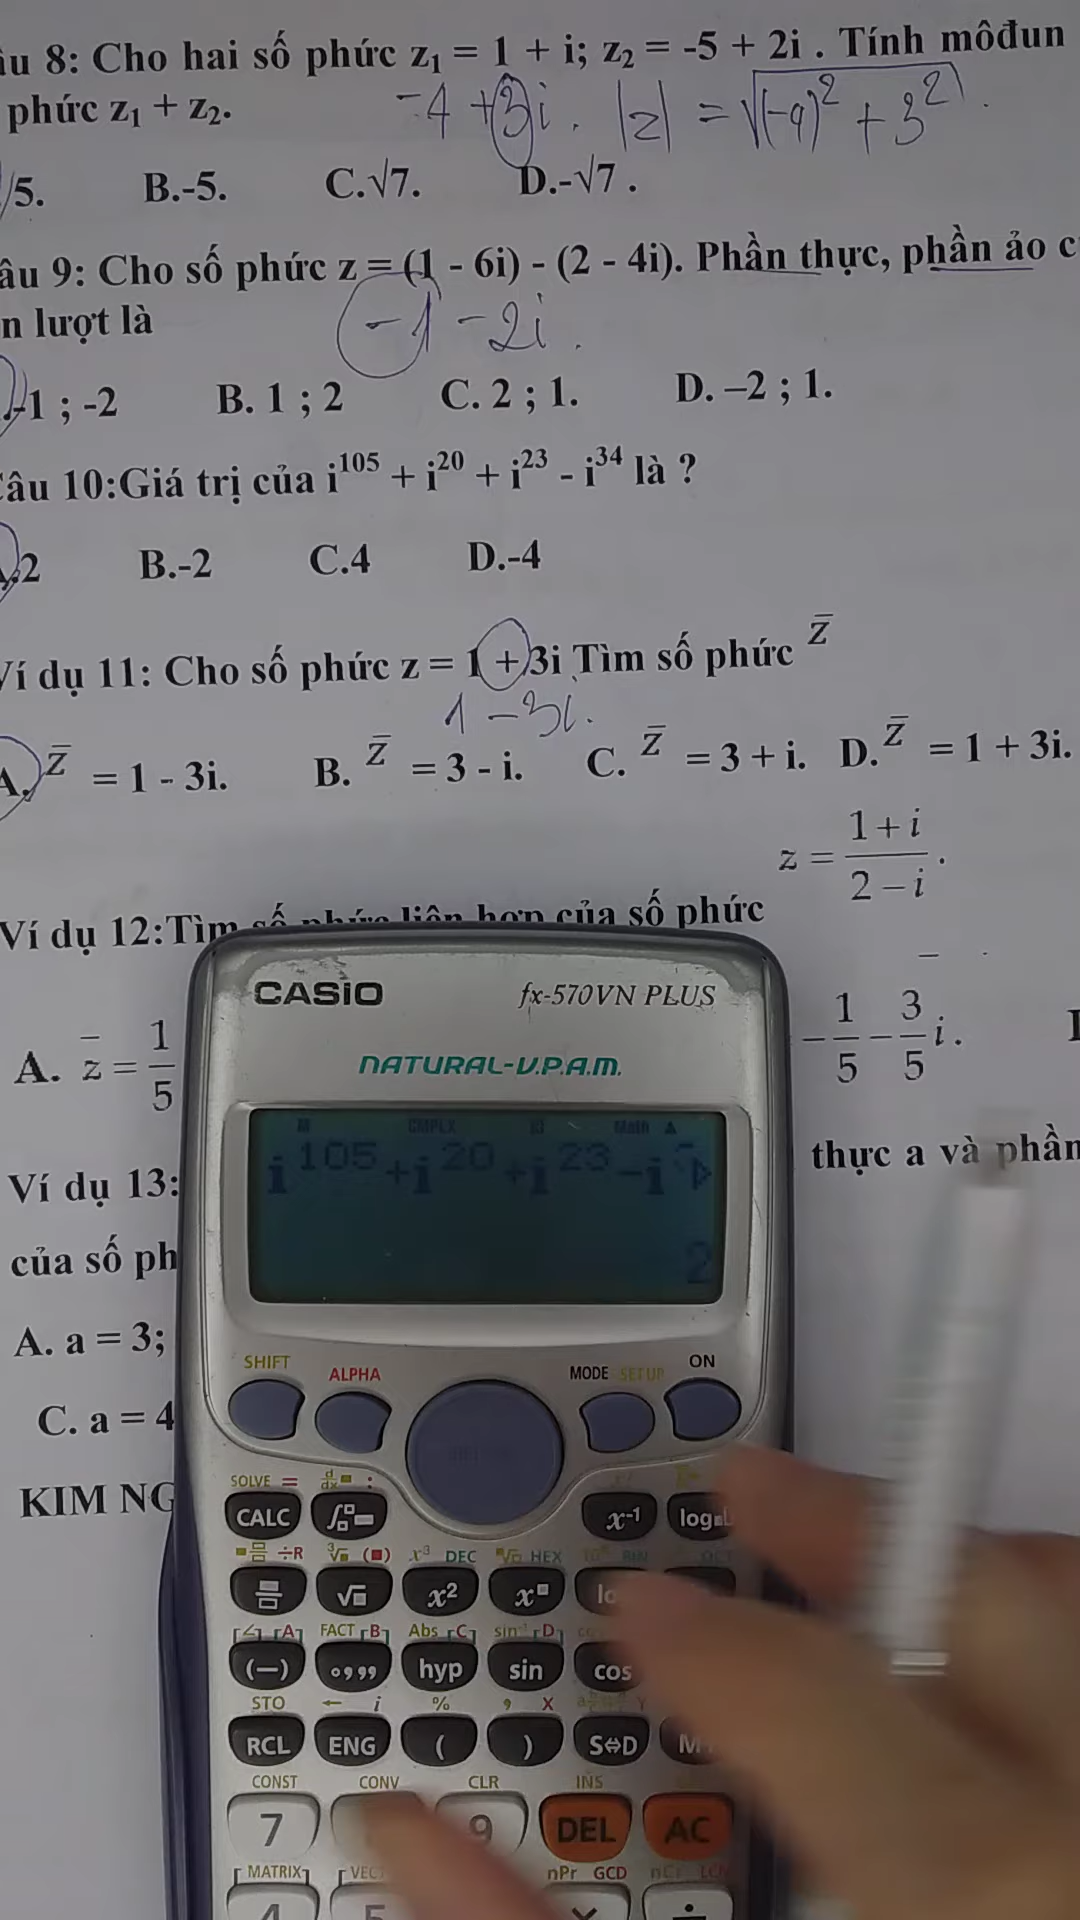 8: Cho hai số phức z₁ = 1 + i; z₂ = -5 + 2i . Tính môđun
phức z₁ + z₂.
-4 + 3i . |z| = √(-4)² + 3²
5. B.-5. C.√7. D.-√7 .
9: Cho số phức z = (1 - 6i) - (2 - 4i). Phần thực, phần ảo
lượt là
-1 - 2i .
-1 ; -2 B. 1 ; 2 C. 2 ; 1. D. –2 ; 1.
Câu 10:Giá trị của i¹⁰⁵ + i²⁰ + i²³ - i³⁴ là ?
2 B.-2 C.4 D.-4
Ví dụ 11: Cho số phức z = 1 + 3i Tìm số phức z̅
1 - 3i.
A. z̅ = 1 - 3i. B. z̅ = 3 - i. C. z̅ = 3 + i. D. z̅ = 1 + 3i.
z = (1 + i)/(2 − i) .
Ví dụ 12:Tìm số phức liên hợp của số phức
A. z̅ = 1/5 − 1/5 − 3/5 i .
Ví dụ 13: thực a và phần
của số
A. a = 3;
C. a = 4
KIM
CASIO fx-570VN PLUS
NATURAL-V.P.A.M.
M CMPLX Math ▲
i¹⁰⁵+i²⁰+i²³−i
2
SHIFT ALPHA MODE SETUP ON
SOLVE = d/dx :
CALC ∫ x⁻¹ log
÷R ³√ x³ DEC HEX
√ x² x^
∠ A FACT B Abs C sin⁻¹ D
(—) ° ’ ” hyp sin cos
STO ← i % , X Y
RCL ENG ( ) S⇔D
CONST CONV CLR INS
7 9 DEL AC
MATRIX nPr GCD
4 5 × ÷